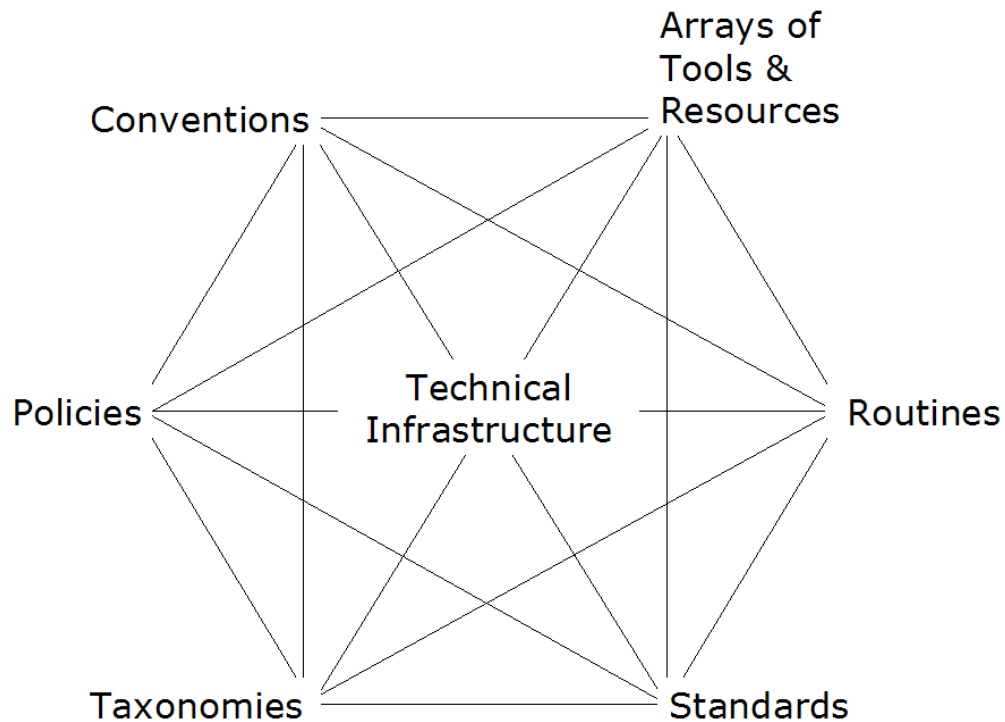 Arrays of
Tools &
Resources
Conventions
Technical
Infrastructure
Policies
Routines
Taxonomies
Standards